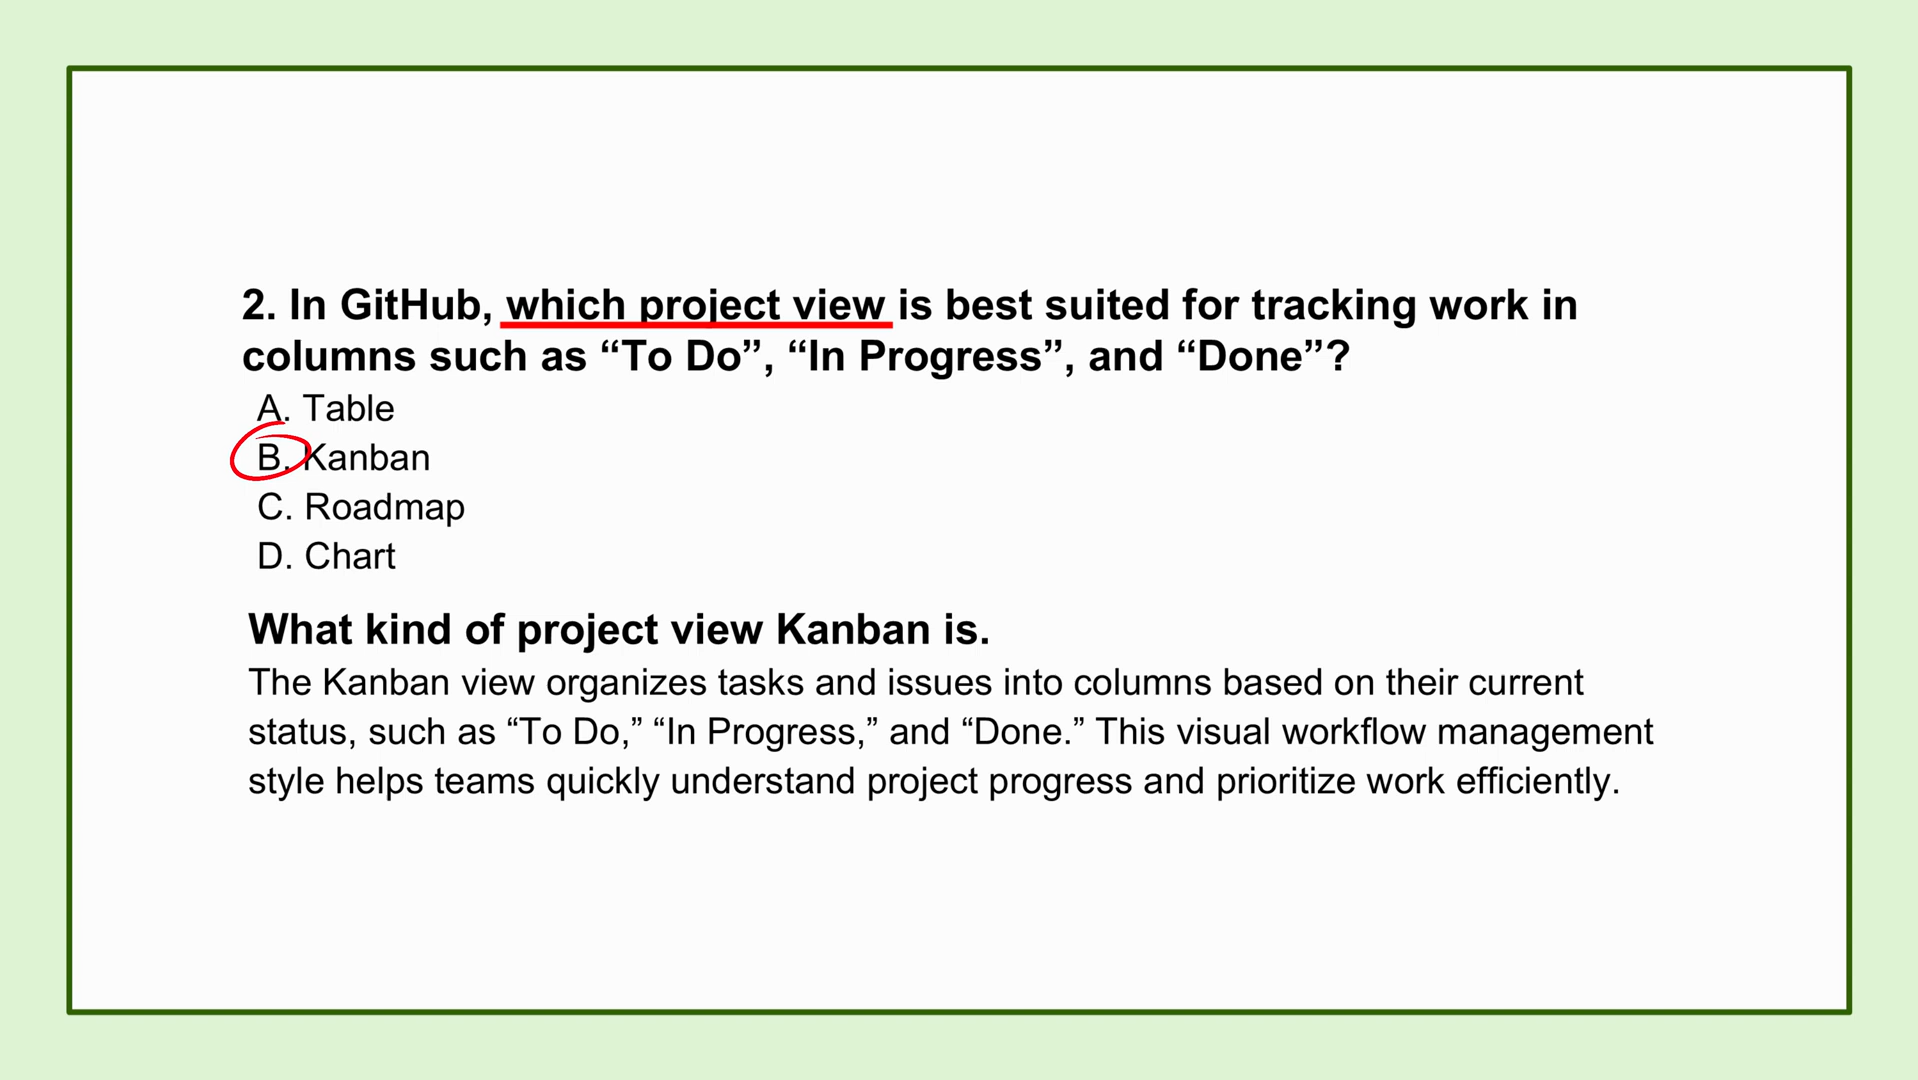 2. In GitHub, which project view is best suited for tracking work in
columns such as “To Do”, “In Progress”, and “Done”?
A. Table
B. Kanban
C. Roadmap
D. Chart
What kind of project view Kanban is.
The Kanban view organizes tasks and issues into columns based on their current
status, such as “To Do,” “In Progress,” and “Done.” This visual workflow management
style helps teams quickly understand project progress and prioritize work efficiently.